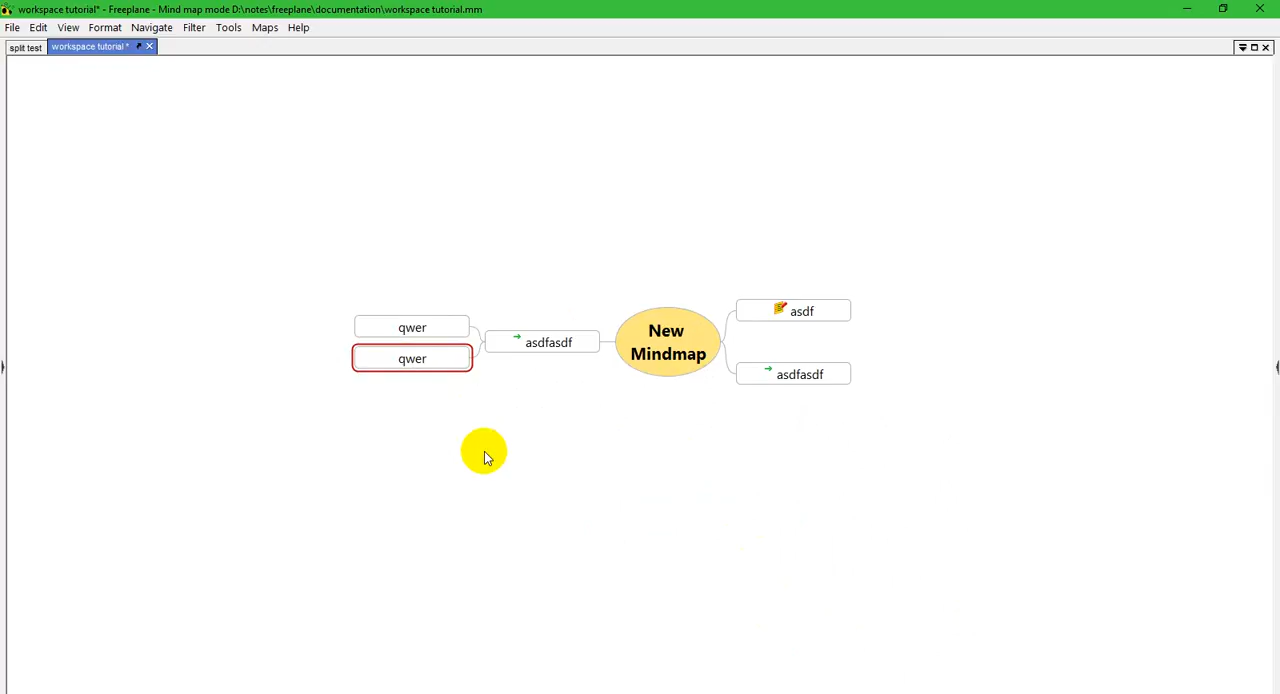 workspace tutorial* - Freeplane - Mind map mode D:\notes\freeplane\documentation\workspace tutorial.mm
File Edit View Format Navigate Filter Tools Maps Help
split test workspace tutorial *
asdf
qwer
New
asdfasdf
Mindmap
qwer
asdfasdf